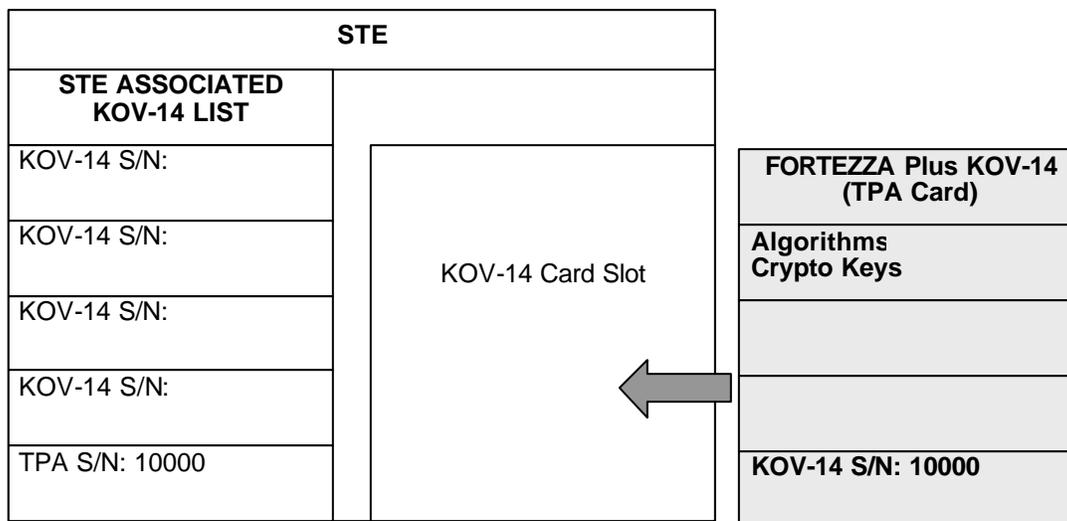 STE
STE ASSOCIATED
KOV-14 LIST
KOV-14 S/N:
KOV-14 S/N:
KOV-14 S/N:
KOV-14 S/N:
TPA S/N: 10000
KOV-14 Card Slot
FORTEZZA Plus KOV-14
(TPA Card)
Algorithms
Crypto Keys
KOV-14 S/N: 10000